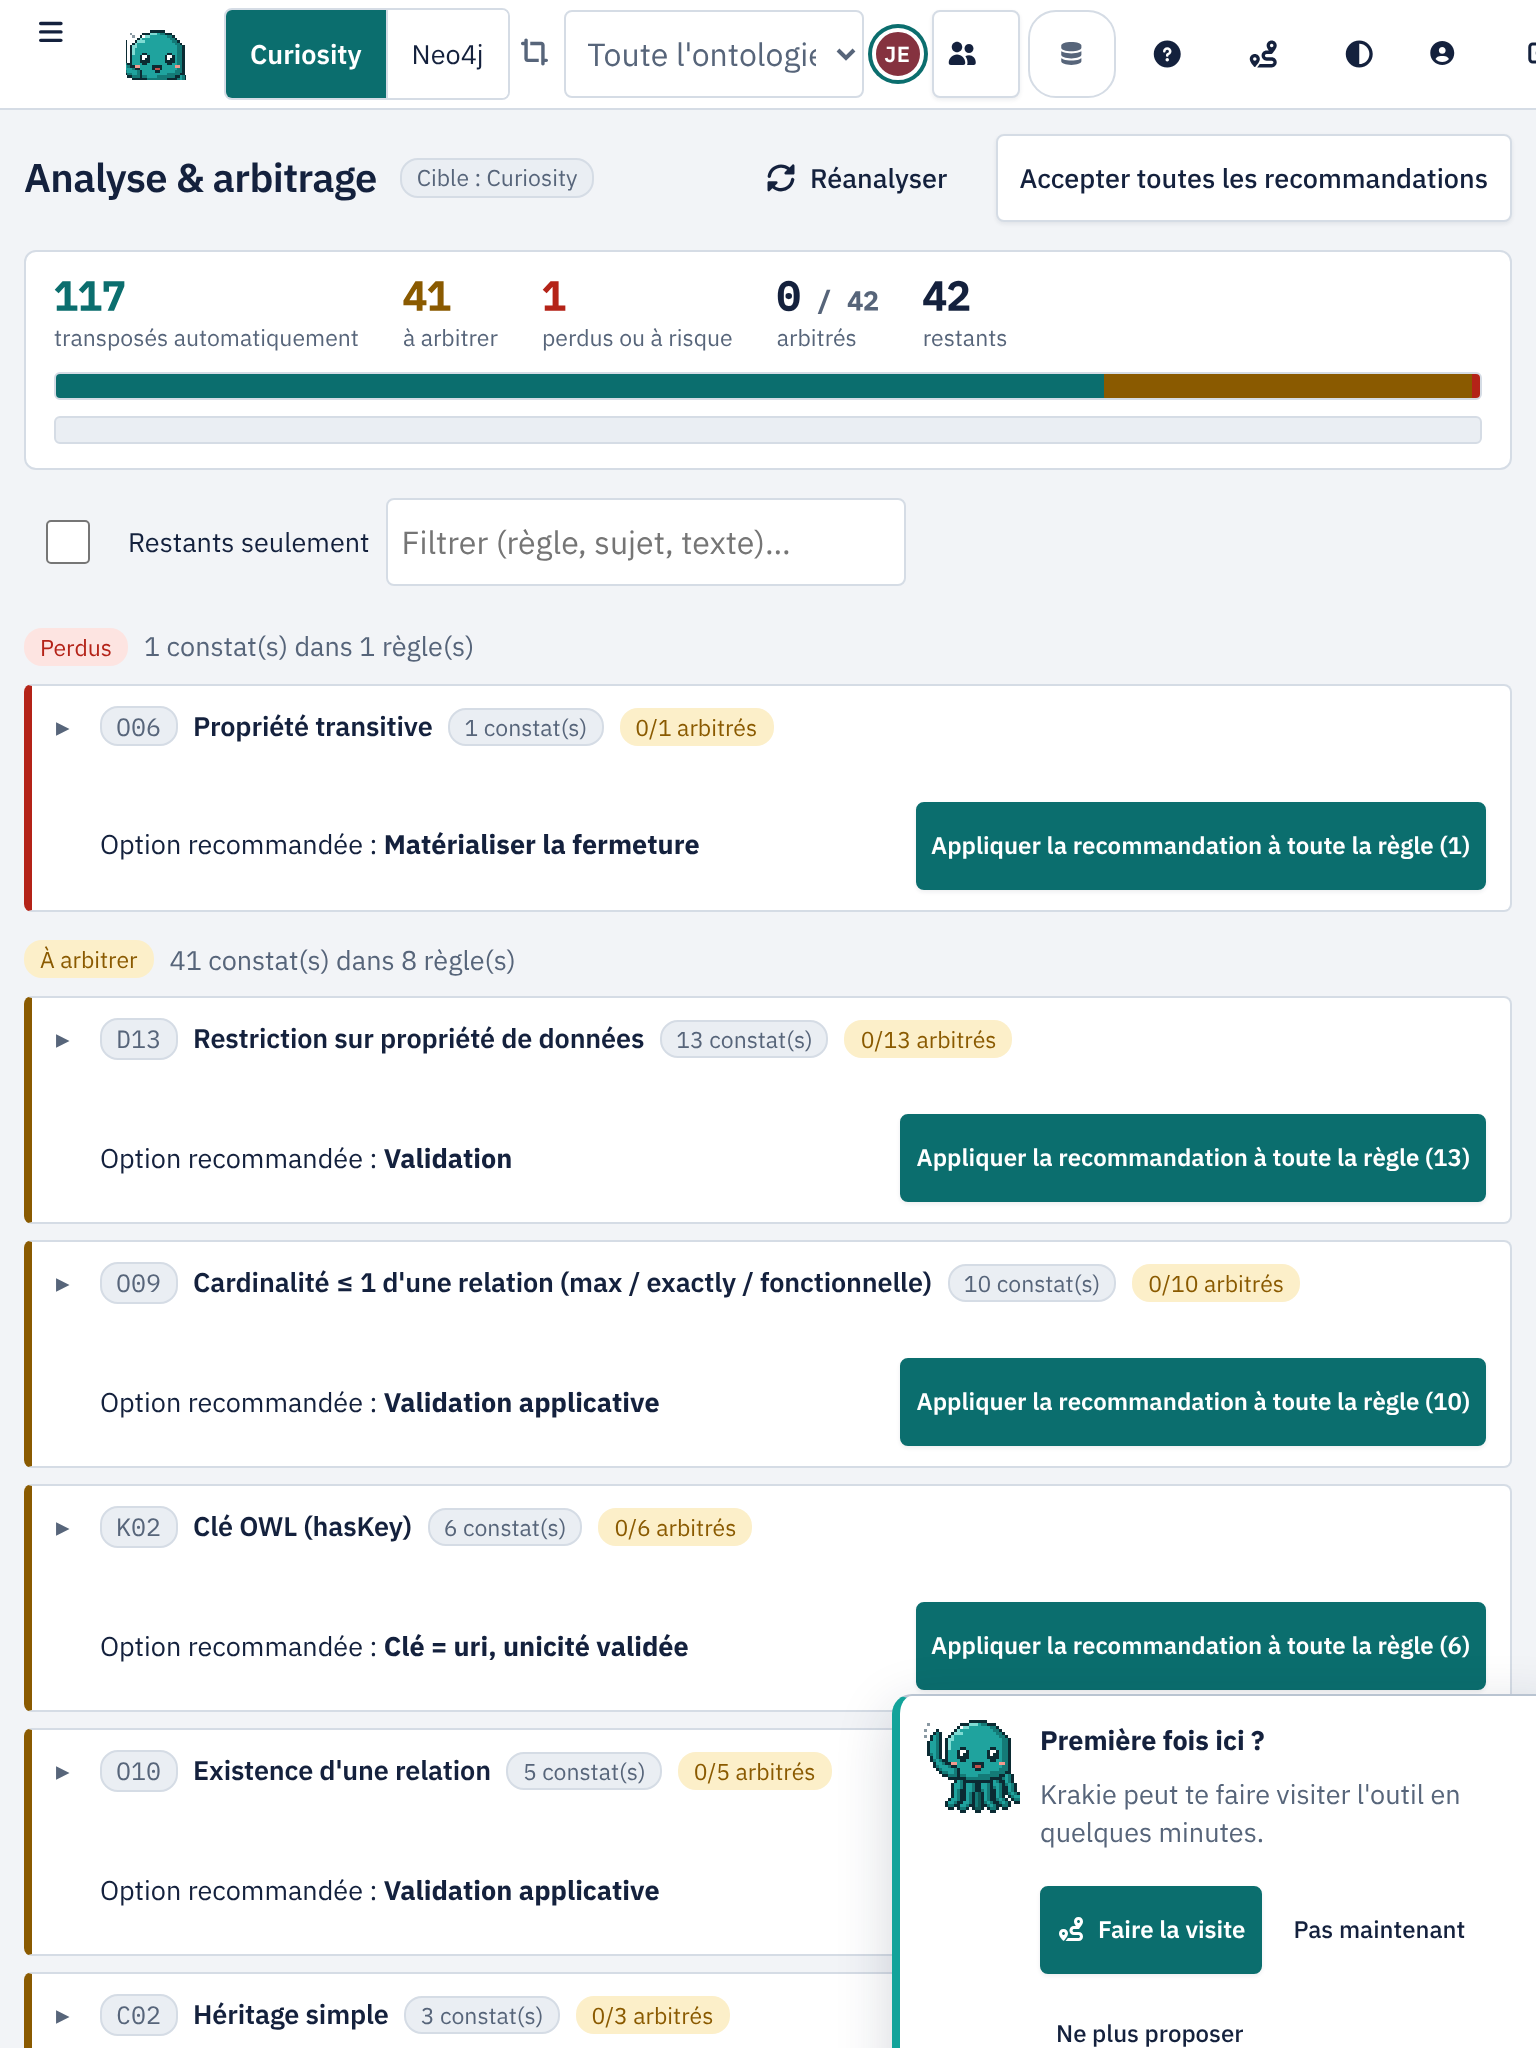 Curiosity
Neo4j
Toute l'ontologie
JE
Analyse & arbitrage
Cible : Curiosity
Réanalyser
Accepter toutes les recommandations
117
transposés automatiquement
41
à arbitrer
1
perdus ou à risque
0 / 42
arbitrés
42
restants
Restants seulement
Filtrer (règle, sujet, texte)...
Perdus 1 constat(s) dans 1 règle(s)
▸ O06 Propriété transitive 1 constat(s) 0/1 arbitrés
Option recommandée : Matérialiser la fermeture
Appliquer la recommandation à toute la règle (1)
À arbitrer 41 constat(s) dans 8 règle(s)
▸ D13 Restriction sur propriété de données 13 constat(s) 0/13 arbitrés
Option recommandée : Validation
Appliquer la recommandation à toute la règle (13)
▸ O09 Cardinalité ≤ 1 d'une relation (max / exactly / fonctionnelle) 10 constat(s) 0/10 arbitrés
Option recommandée : Validation applicative
Appliquer la recommandation à toute la règle (10)
▸ K02 Clé OWL (hasKey) 6 constat(s) 0/6 arbitrés
Option recommandée : Clé = uri, unicité validée
Appliquer la recommandation à toute la règle (6)
▸ O10 Existence d'une relation 5 constat(s) 0/5 arbitrés
Option recommandée : Validation applicative
▸ C02 Héritage simple 3 constat(s) 0/3 arbitrés
Première fois ici ?
Krakie peut te faire visiter l'outil en
quelques minutes.
Faire la visite
Pas maintenant
Ne plus proposer